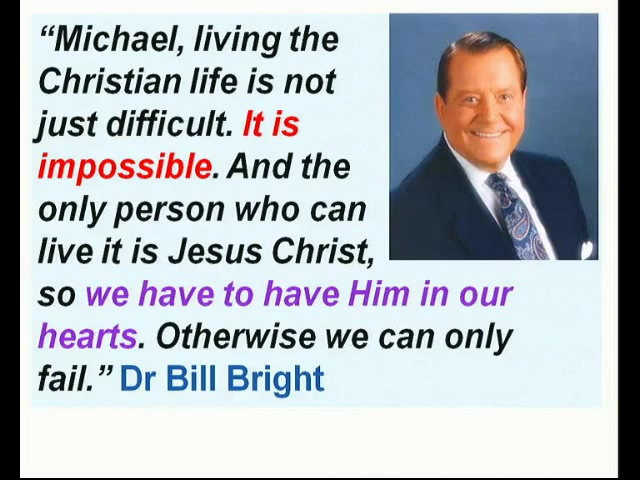 “Michael, living the
Christian life is not
just difficult. It is
impossible. And the
only person who can
live it is Jesus Christ,
so we have to have Him in our
hearts. Otherwise we can only
fail.” Dr Bill Bright